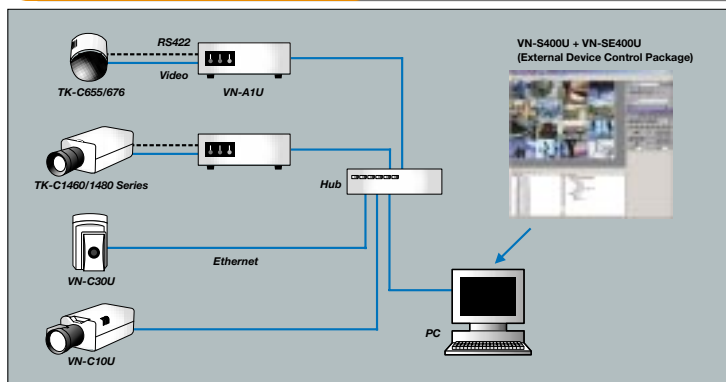 RS422
Video
TK-C655/676
VN-A1U
VN-S400U + VN-SE400U
(External Device Control Package)
TK-C1460/1480 Series
Hub
VN-C30U
Ethernet
VN-C10U
PC